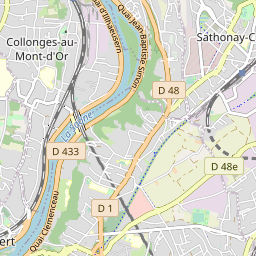 Quai d'Illhaeusern
Quai Jean-Baptiste Simon
Collonges-au-
Mont-d'Or
Sathonay-C
D 48
La Saône
D 433
D 48e
D 1
Quai Clemenceau
ert